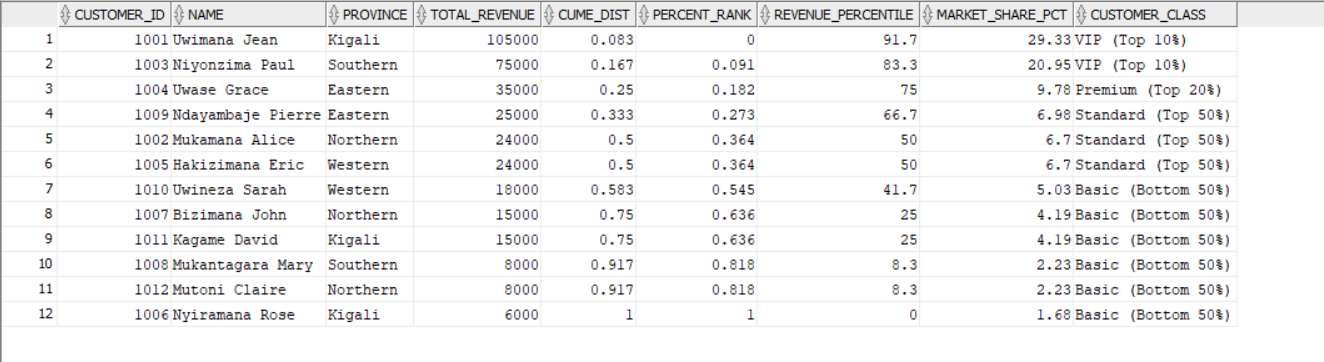 CUSTOMER_ID NAME PROVINCE TOTAL_REVENUE CUME_DIST PERCENT_RANK REVENUE_PERCENTILE MARKET_SHARE_PCT CUSTOMER_CLASS
1 1001 Uwimana Jean Kigali 105000 0.083 0 91.7 29.33 VIP (Top 10%)
2 1003 Niyonzima Paul Southern 75000 0.167 0.091 83.3 20.95 VIP (Top 10%)
3 1004 Uwase Grace Eastern 35000 0.25 0.182 75 9.78 Premium (Top 20%)
4 1009 Ndayambaje Pierre Eastern 25000 0.333 0.273 66.7 6.98 Standard (Top 50%)
5 1002 Mukamana Alice Northern 24000 0.5 0.364 50 6.7 Standard (Top 50%)
6 1005 Hakizimana Eric Western 24000 0.5 0.364 50 6.7 Standard (Top 50%)
7 1010 Uwineza Sarah Western 18000 0.583 0.545 41.7 5.03 Basic (Bottom 50%)
8 1007 Bizimana John Northern 15000 0.75 0.636 25 4.19 Basic (Bottom 50%)
9 1011 Kagame David Kigali 15000 0.75 0.636 25 4.19 Basic (Bottom 50%)
10 1008 Mukantagara Mary Southern 8000 0.917 0.818 8.3 2.23 Basic (Bottom 50%)
11 1012 Mutoni Claire Northern 8000 0.917 0.818 8.3 2.23 Basic (Bottom 50%)
12 1006 Nyiramana Rose Kigali 6000 1 1 0 1.68 Basic (Bottom 50%)